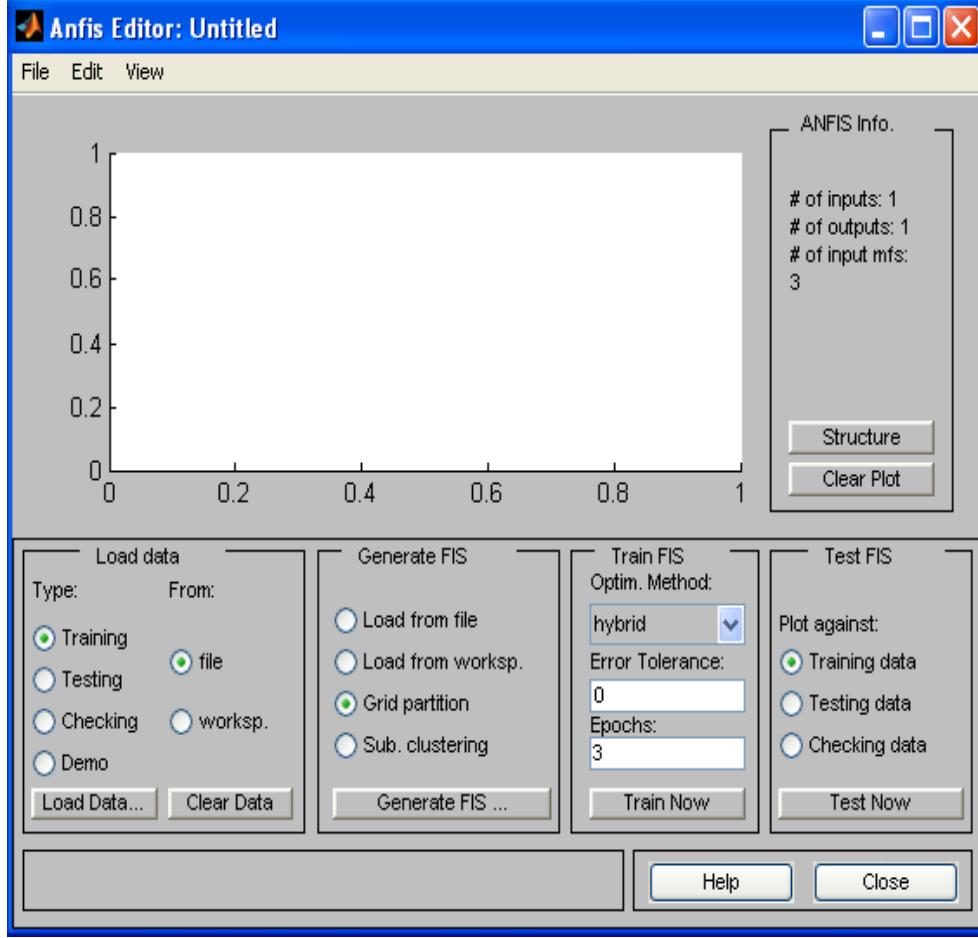 Anfis Editor: Untitled
File Edit View
ANFIS Info.
1
0.8
0.6
0.4
0.2
0
0 0.2 0.4 0.6 0.8 1
# of inputs: 1
# of outputs: 1
# of input mfs:
3
Structure
Clear Plot
Load data
Type: From:
Training
Testing
Checking
Demo
file
worksp.
Load Data... Clear Data
Generate FIS
Load from file
Load from worksp.
Grid partition
Sub. clustering
Generate FIS ...
Train FIS
Optim. Method:
hybrid
Error Tolerance:
0
Epochs:
3
Train Now
Test FIS
Plot against:
Training data
Testing data
Checking data
Test Now
Help Close